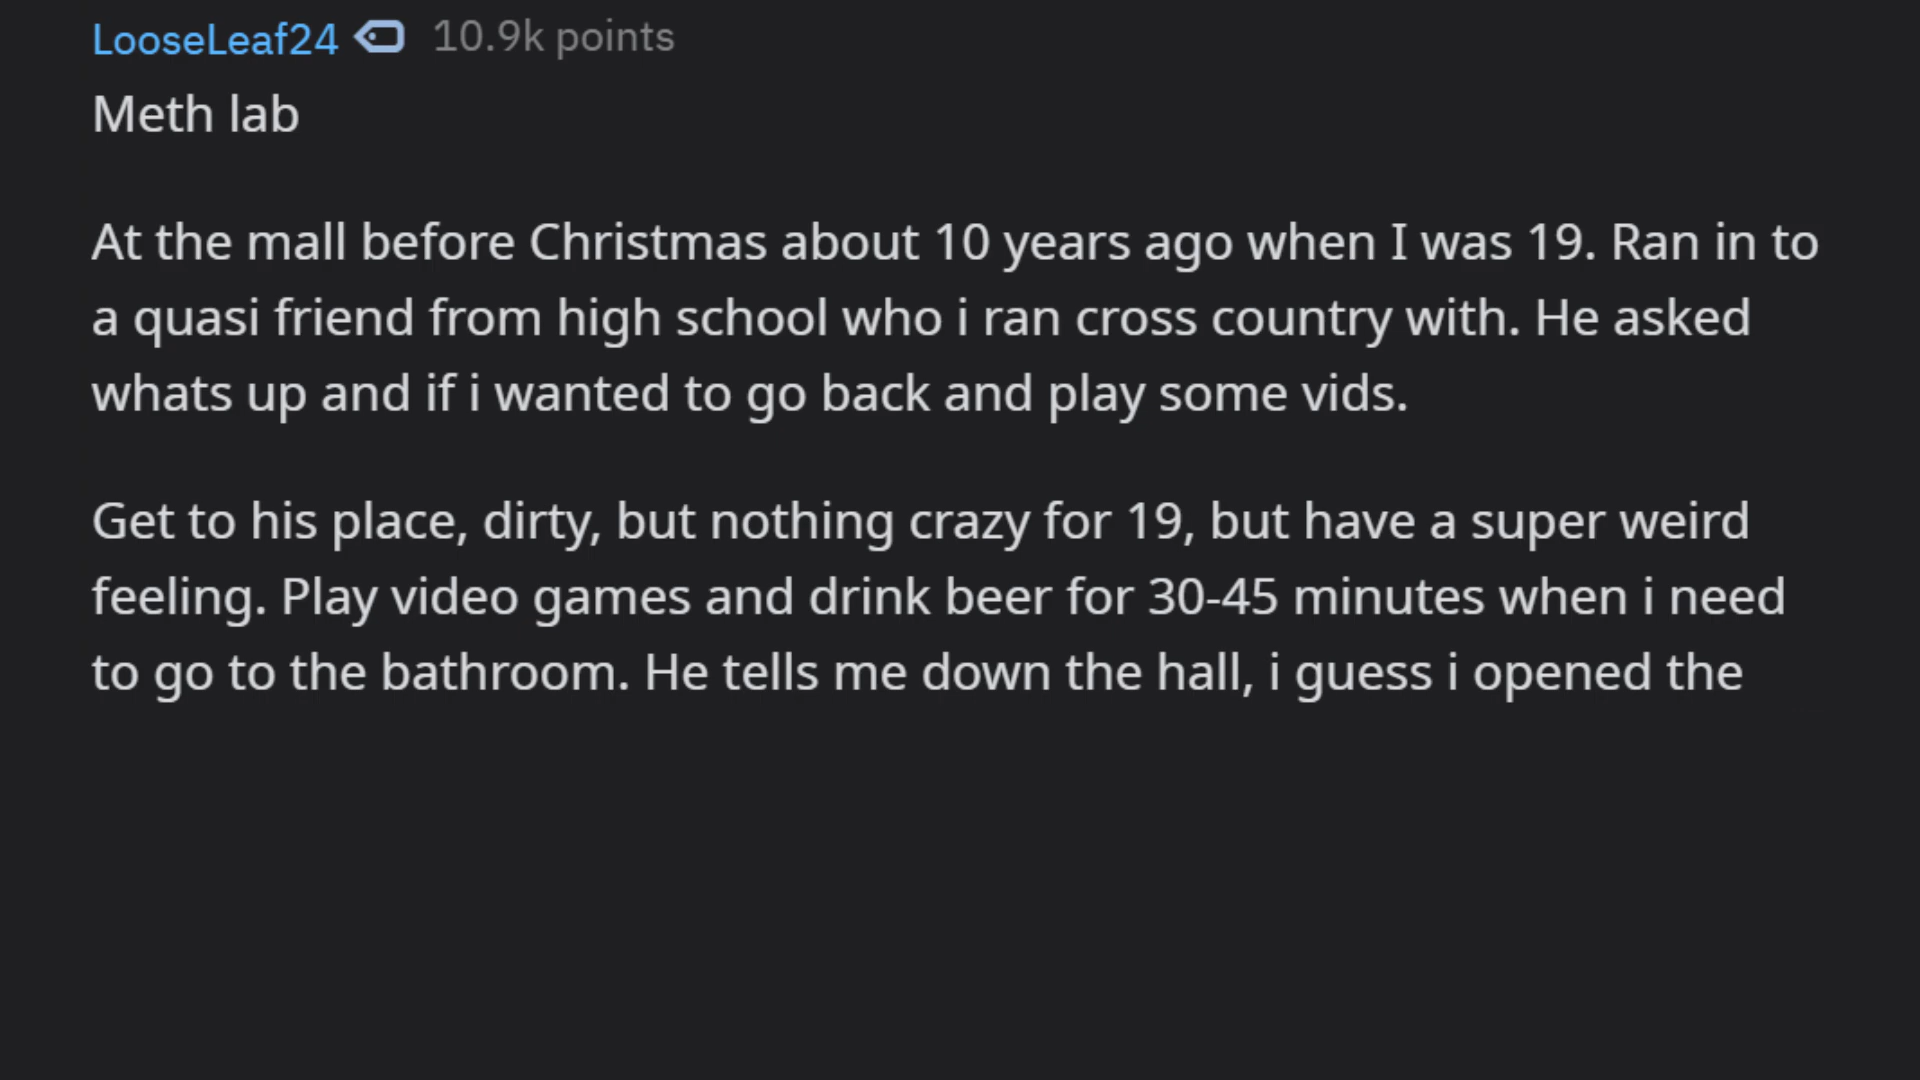 LooseLeaf24 10.9k points
Meth lab
At the mall before Christmas about 10 years ago when I was 19. Ran in to
a quasi friend from high school who i ran cross country with. He asked
whats up and if i wanted to go back and play some vids.
Get to his place, dirty, but nothing crazy for 19, but have a super weird
feeling. Play video games and drink beer for 30-45 minutes when i need
to go to the bathroom. He tells me down the hall, i guess i opened the